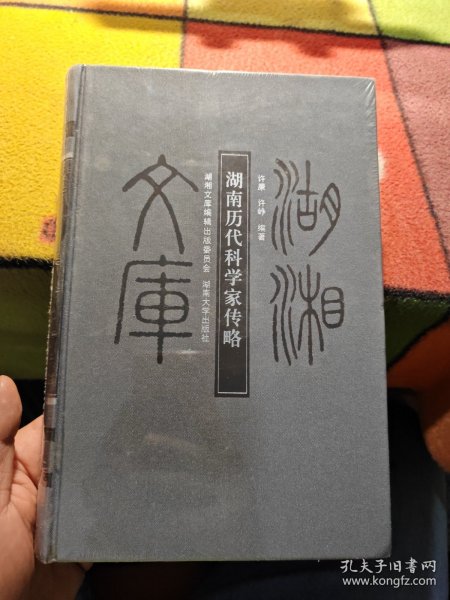 湖湘
文庫
许康 许峥 编著
湖南历代科学家传略
湖湘文库编辑出版委员会 湖南大学出版社
孔夫子旧书网
www.kongfz.com